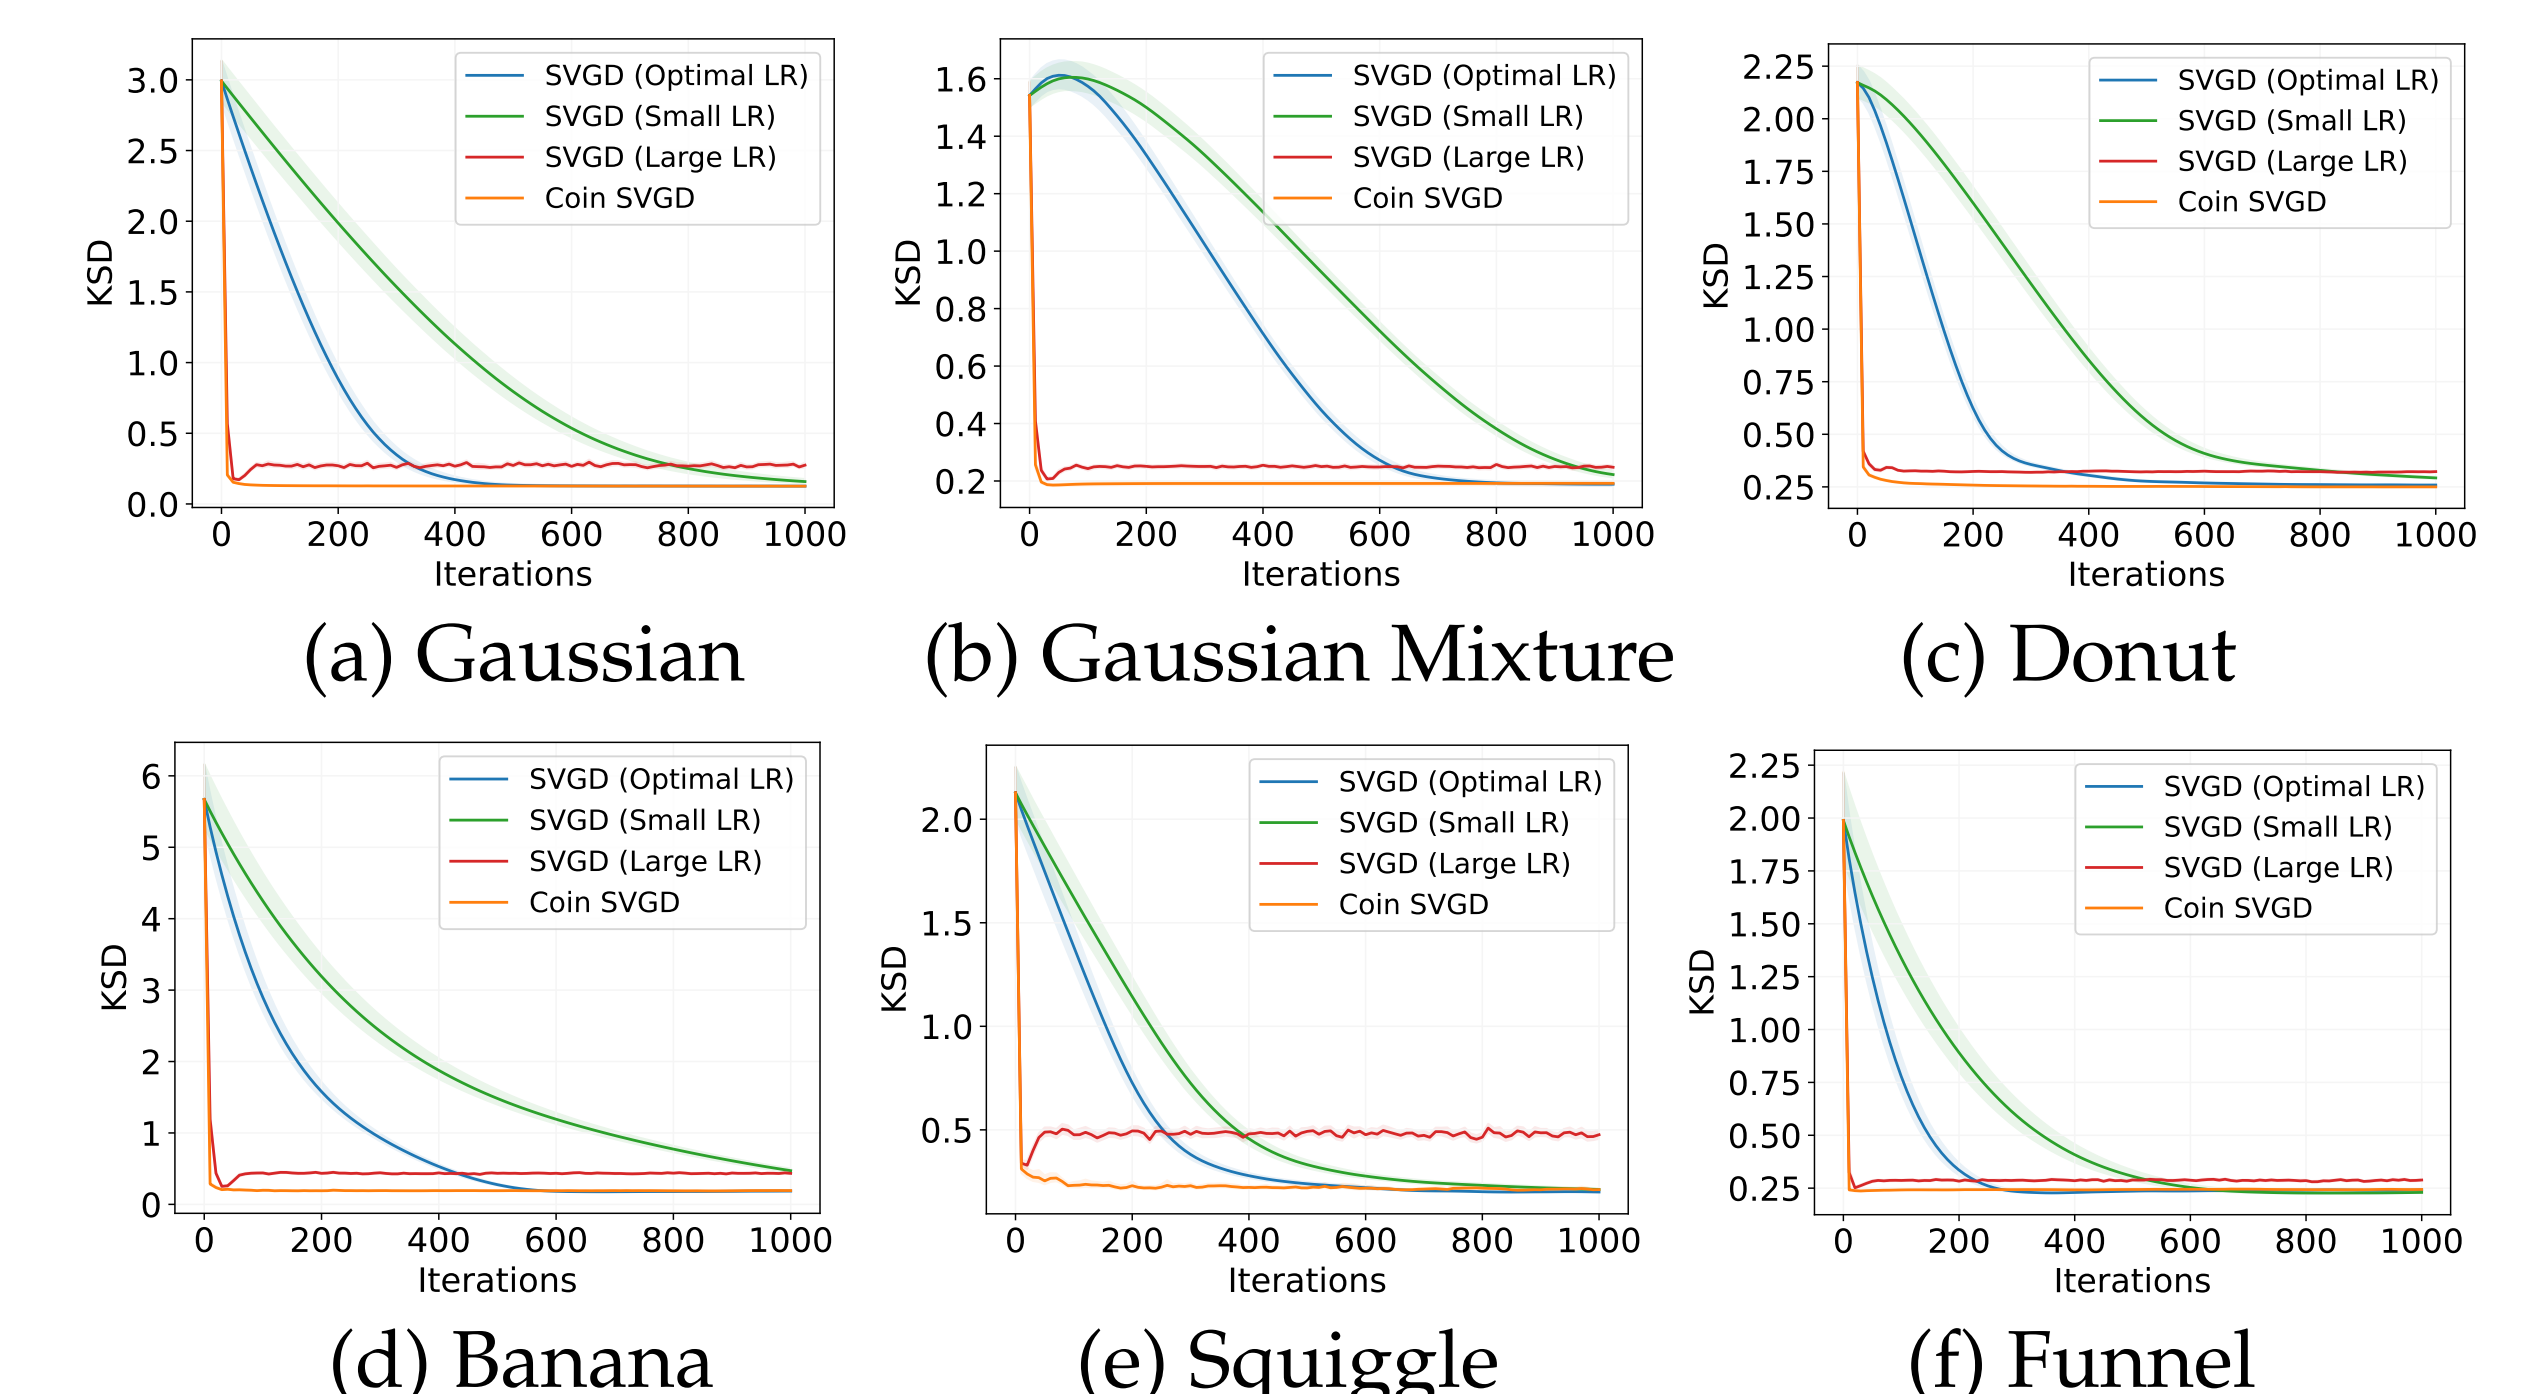 3.0
2.5
2.0
1.5
1.0
0.5
0.0
KSD
SVGD (Optimal LR)
SVGD (Small LR)
SVGD (Large LR)
Coin SVGD
0 200 400 600 800 1000
Iterations
(a) Gaussian
1.6
1.4
1.2
1.0
0.8
0.6
0.4
0.2
KSD
SVGD (Optimal LR)
SVGD (Small LR)
SVGD (Large LR)
Coin SVGD
0 200 400 600 800 1000
Iterations
(b) Gaussian Mixture
2.25
2.00
1.75
1.50
1.25
1.00
0.75
0.50
0.25
KSD
SVGD (Optimal LR)
SVGD (Small LR)
SVGD (Large LR)
Coin SVGD
0 200 400 600 800 1000
Iterations
(c) Donut
6
5
4
3
2
1
0
KSD
SVGD (Optimal LR)
SVGD (Small LR)
SVGD (Large LR)
Coin SVGD
0 200 400 600 800 1000
Iterations
(d) Banana
2.0
1.5
1.0
0.5
KSD
SVGD (Optimal LR)
SVGD (Small LR)
SVGD (Large LR)
Coin SVGD
0 200 400 600 800 1000
Iterations
(e) Squiggle
2.25
2.00
1.75
1.50
1.25
1.00
0.75
0.50
0.25
KSD
SVGD (Optimal LR)
SVGD (Small LR)
SVGD (Large LR)
Coin SVGD
0 200 400 600 800 1000
Iterations
(f) Funnel